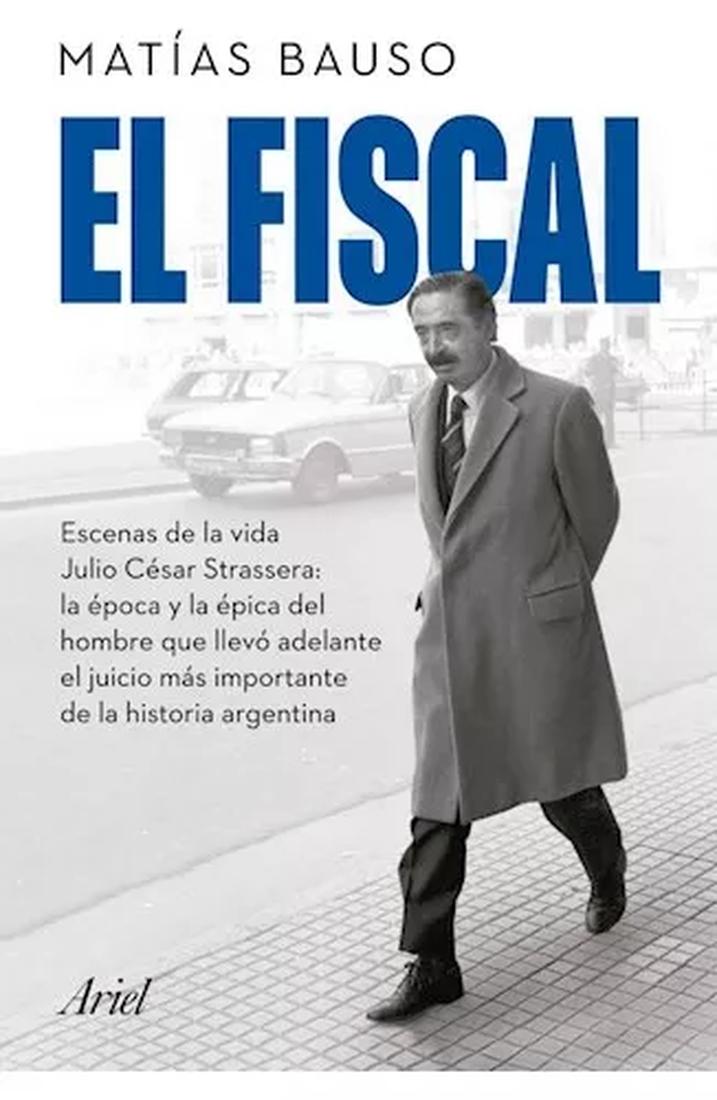 MATÍAS BAUSO
EL FISCAL
Escenas de la vida
Julio César Strassera:
la época y la épica del
hombre que llevó adelante
el juicio más importante
de la historia argentina
Ariel